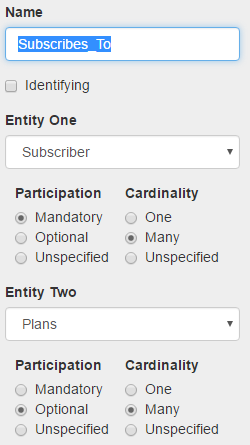 Name
Subscribes_To
Identifying
Entity One
Subscriber
Participation Cardinality
Mandatory One
Optional Many
Unspecified Unspecified
Entity Two
Plans
Participation Cardinality
Mandatory One
Optional Many
Unspecified Unspecified